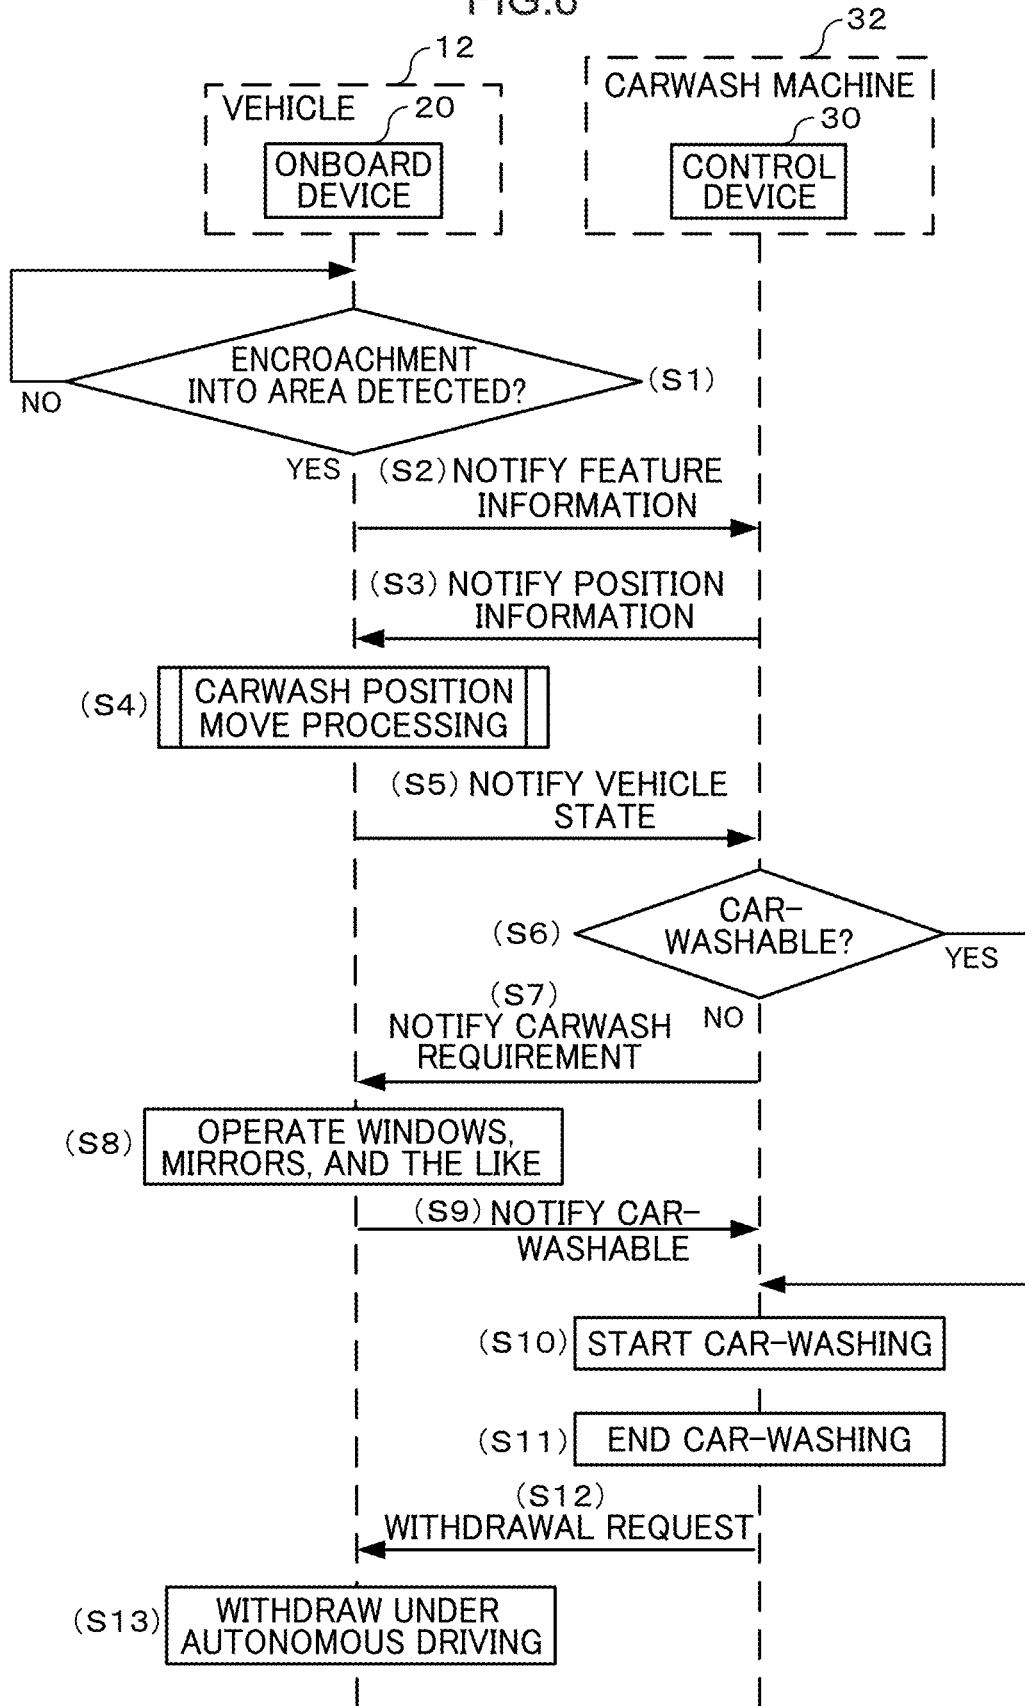 FIG.6
12
32
VEHICLE
20
CARWASH MACHINE
30
ONBOARD
DEVICE
CONTROL
DEVICE
ENCROACHMENT
INTO AREA DETECTED?
(S1)
NO
YES
(S2) NOTIFY FEATURE
INFORMATION
(S3) NOTIFY POSITION
INFORMATION
(S4)
CARWASH POSITION
MOVE PROCESSING
(S5) NOTIFY VEHICLE
STATE
(S6)
CAR-
WASHABLE?
YES
NO
(S7)
NOTIFY CARWASH
REQUIREMENT
(S8)
OPERATE WINDOWS,
MIRRORS, AND THE LIKE
(S9) NOTIFY CAR-
WASHABLE
(S10)
START CAR-WASHING
(S11)
END CAR-WASHING
(S12)
WITHDRAWAL REQUEST
(S13)
WITHDRAW UNDER
AUTONOMOUS DRIVING